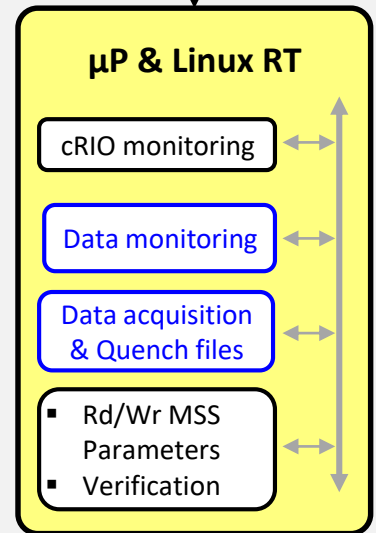 µP & Linux RT
cRIO monitoring
Data monitoring
Data acquisition
& Quench files
▪ Rd/Wr MSS
Parameters
▪ Verification